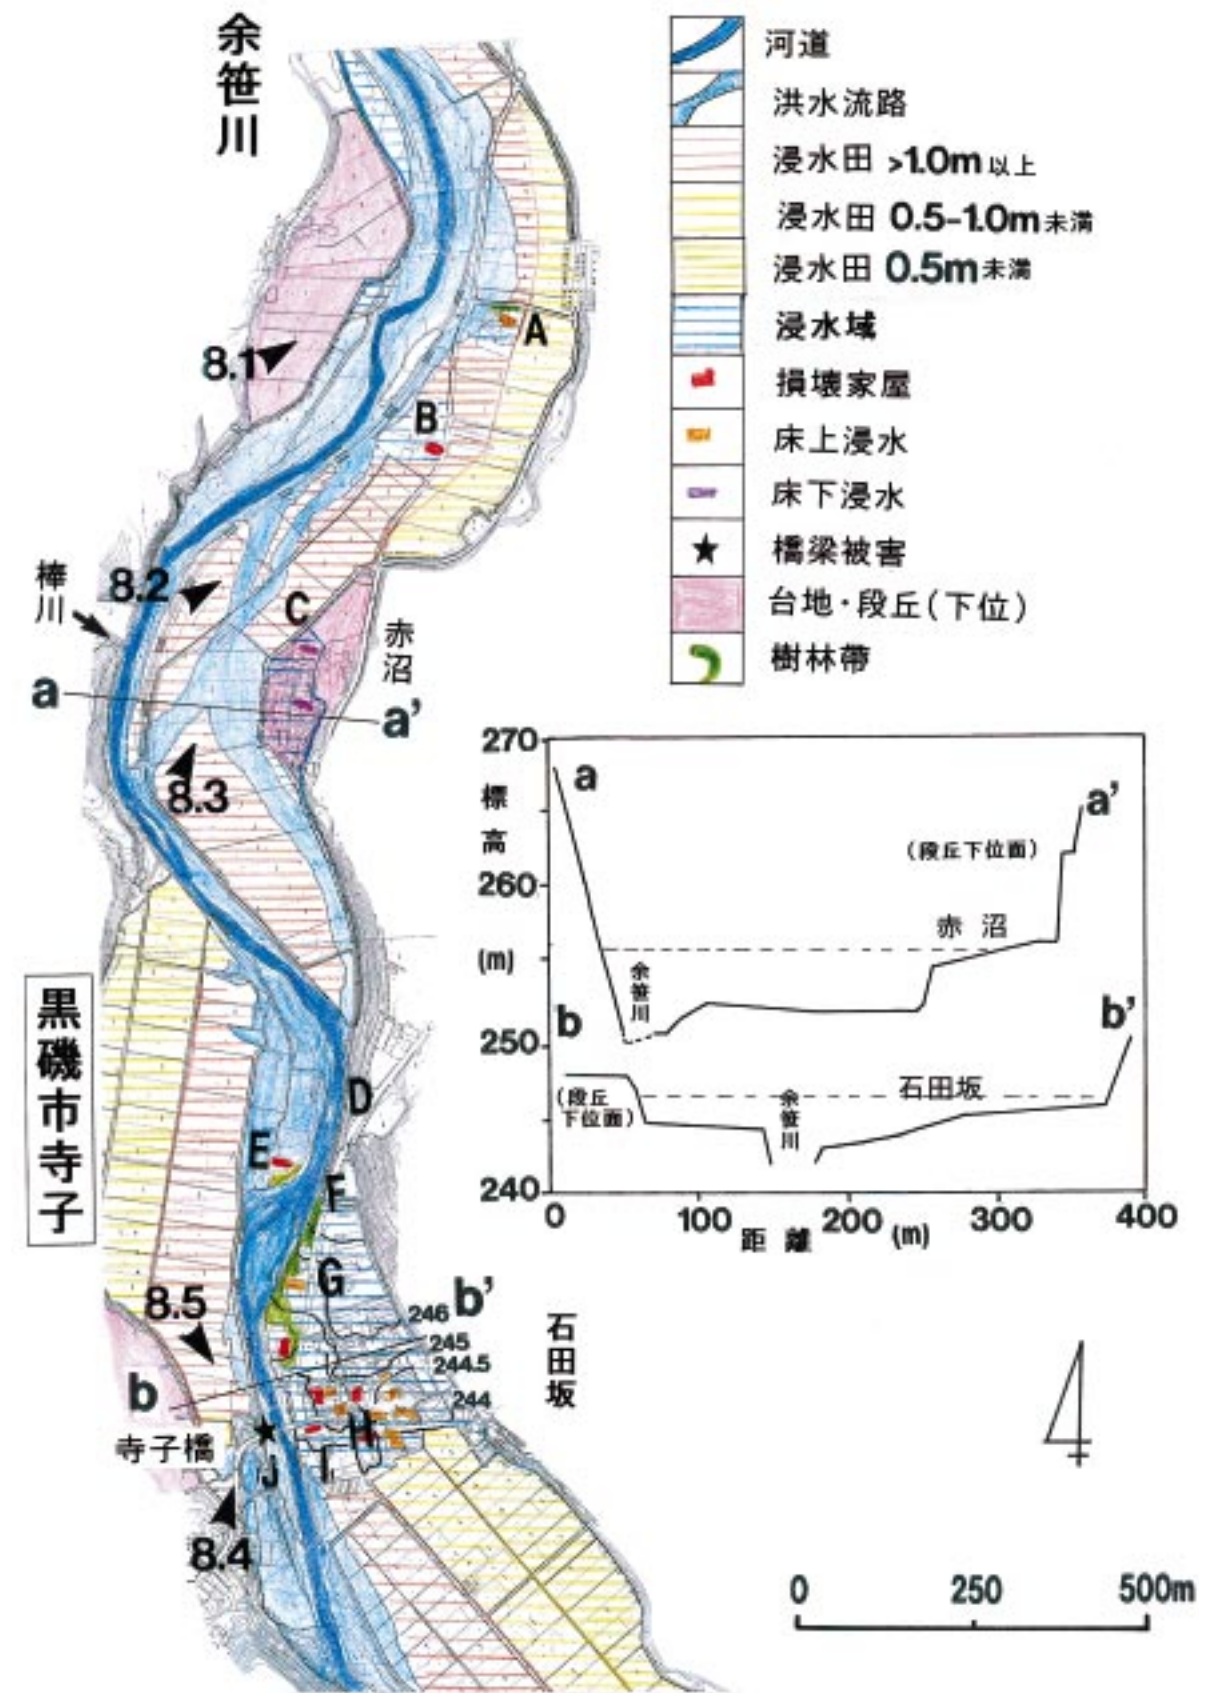 余笹川
河道
洪水流路
浸水田 >1.0m 以上
浸水田 0.5-1.0m 未満
浸水田 0.5m 未満
浸水域
損壊家屋
床上浸水
床下浸水
橋梁被害
台地・段丘(下位)
樹林帶
A
8.1
B
棒川
8.2
C
赤沼
a
a'
8.3
黒磯市寺子
D
E
F
G
8.5
b
b'
246
245
244.5
244
石田坂
寺子橋
H
I
J
8.4
270
標高
260
(m)
250
240
a
a'
(段丘下位面)
赤沼
余笹川
b
b'
(段丘
下位面)
余笹川
石田坂
0 100 200 (m) 300 400
距離
0 250 500m